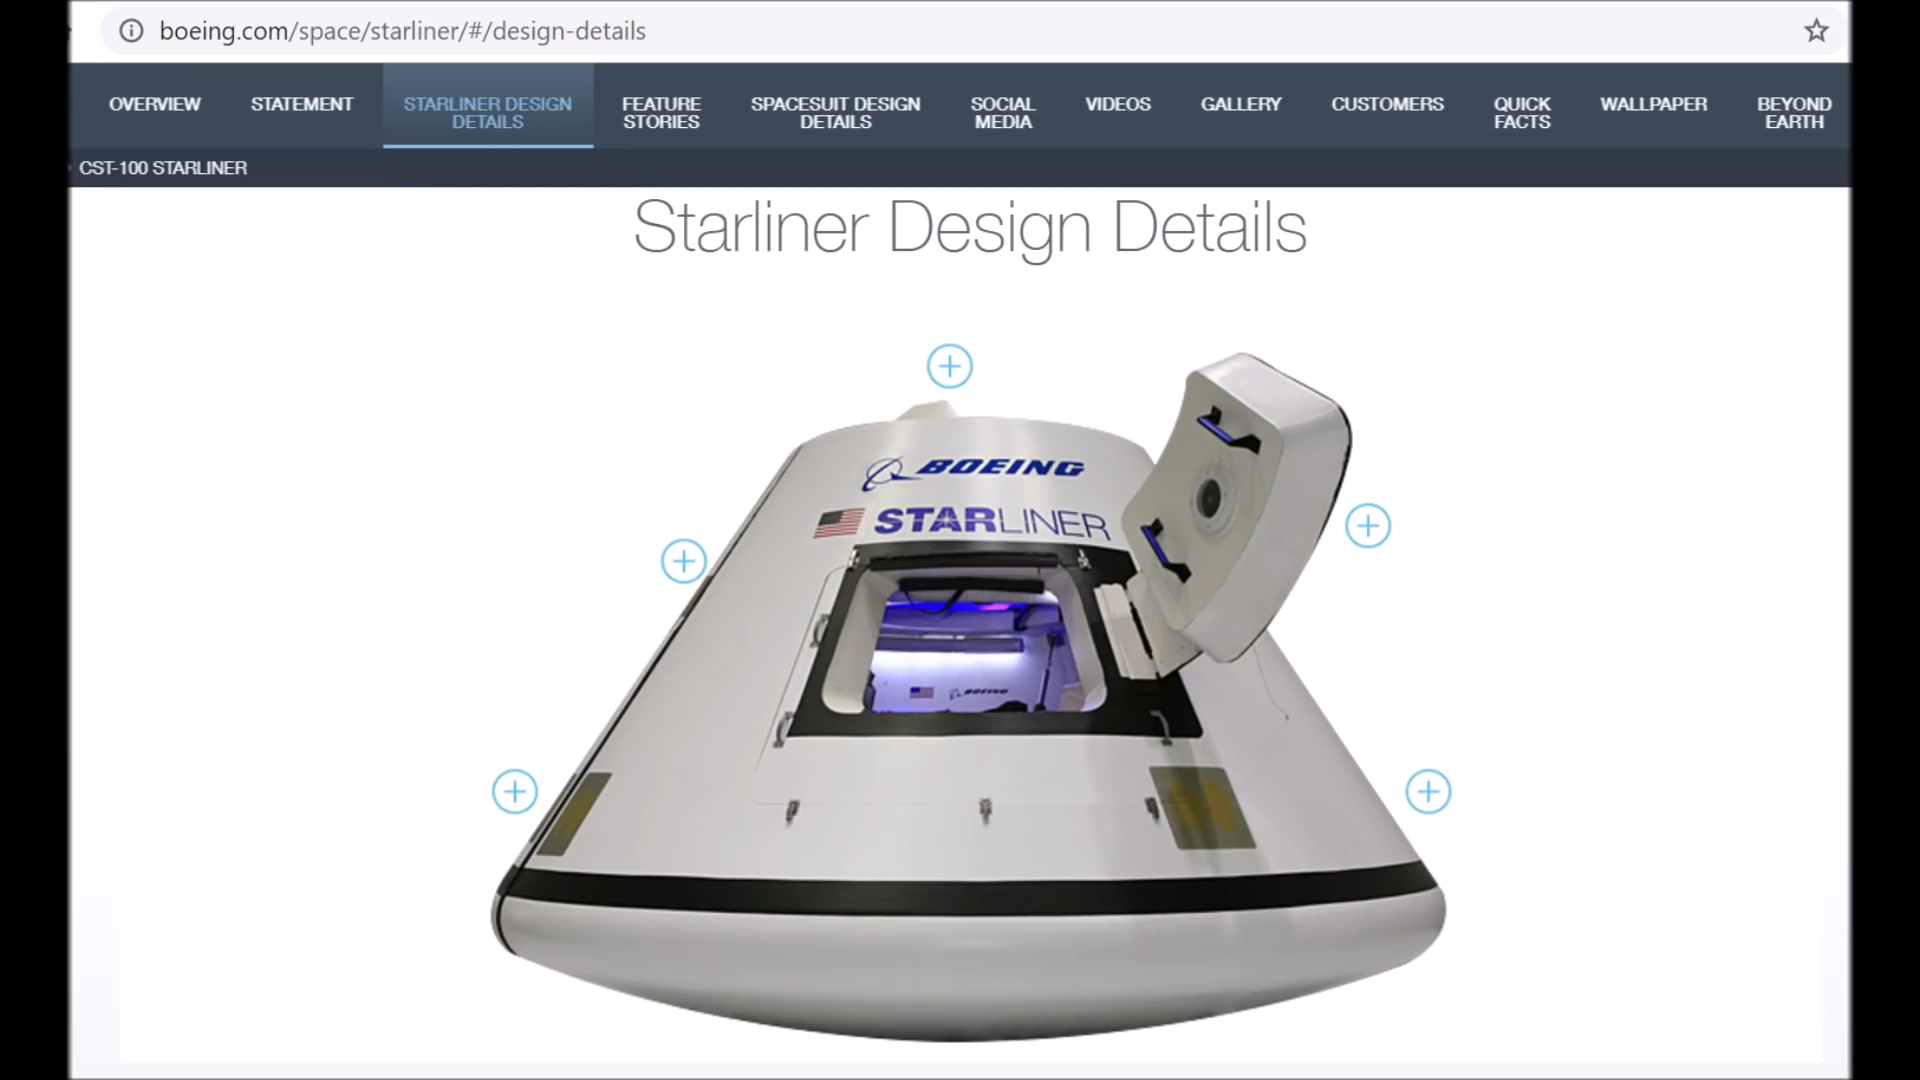 boeing.com/space/starliner/#/design-details
OVERVIEW
STATEMENT
STARLINER DESIGN
DETAILS
FEATURE
STORIES
SPACESUIT DESIGN
DETAILS
SOCIAL
MEDIA
VIDEOS
GALLERY
CUSTOMERS
QUICK
FACTS
WALLPAPER
BEYOND
EARTH
CST-100 STARLINER
Starliner Design Details
BOEING
STARLINER
BOEING